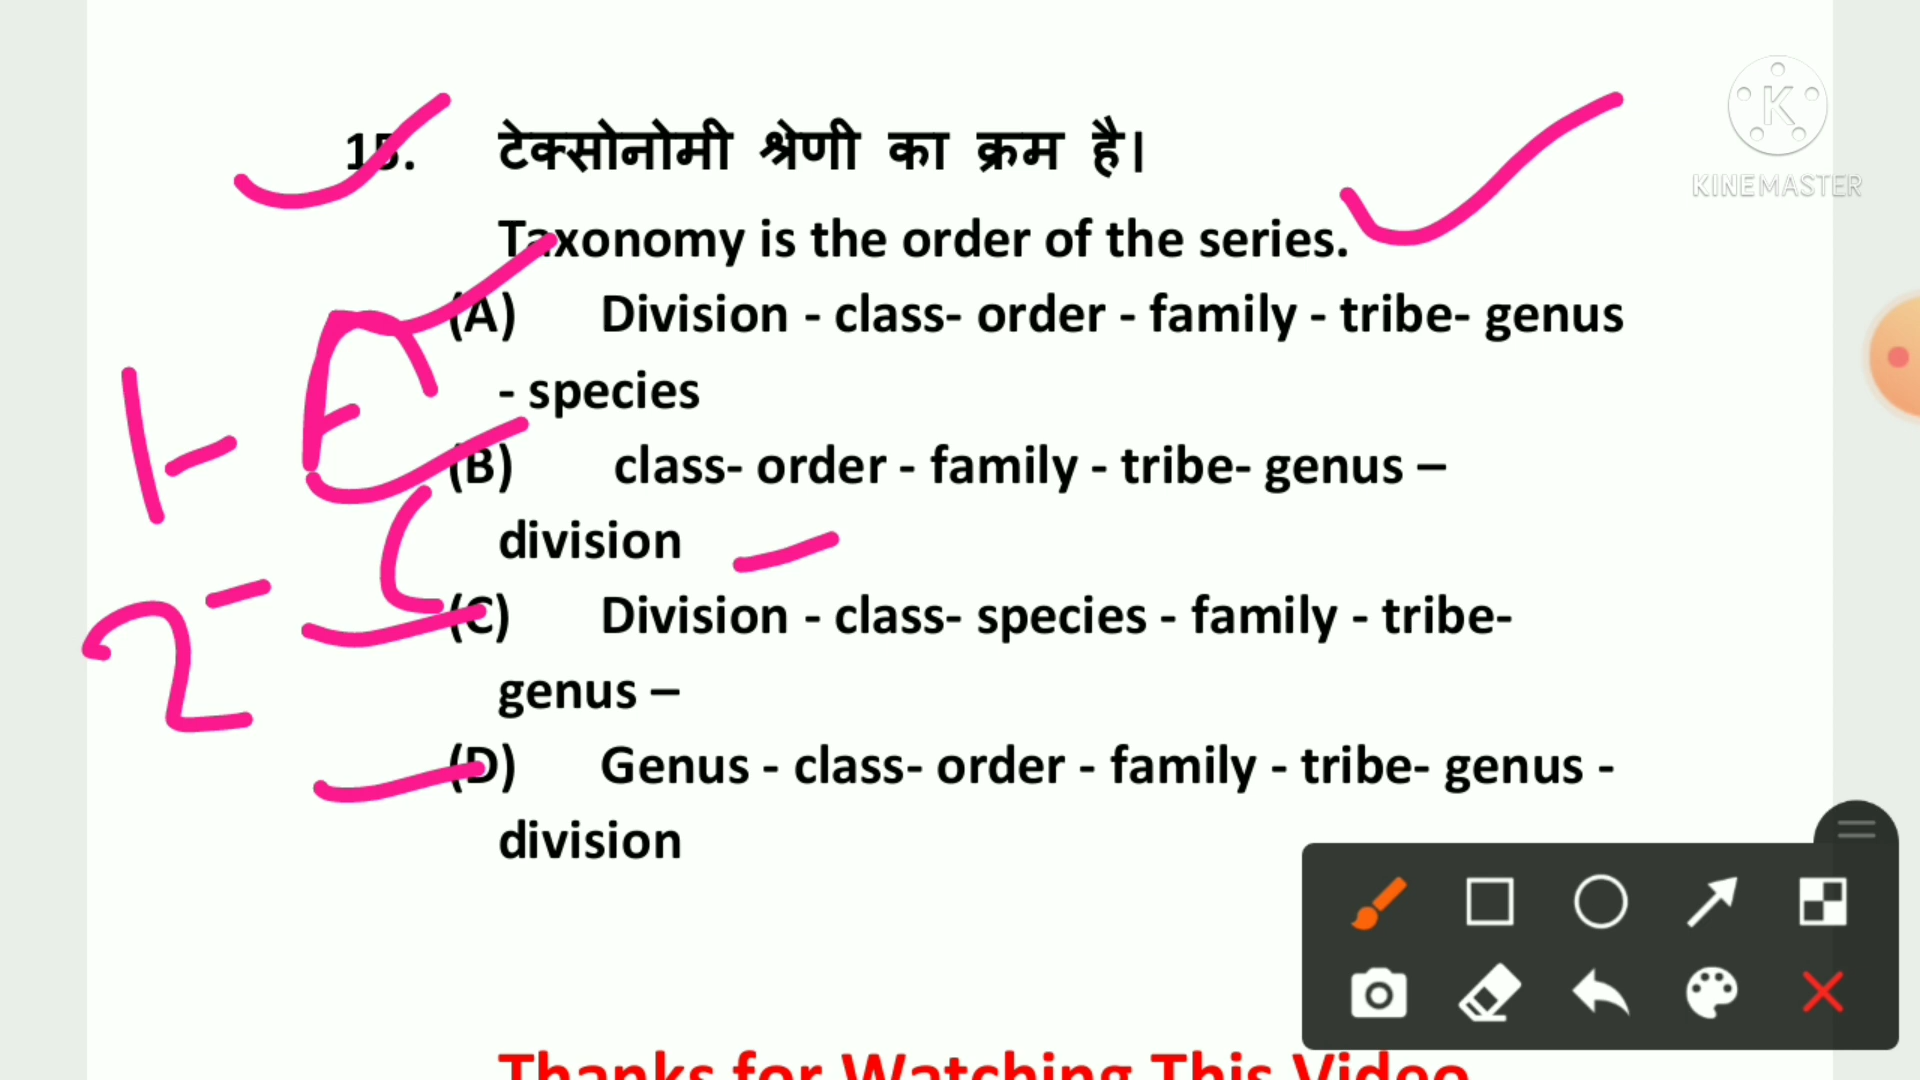 KINEMASTER
15. टेक्सोनोमी श्रेणी का क्रम है।
Taxonomy is the order of the series.
(A) Division - class- order - family - tribe- genus
- species
(B) class- order - family - tribe- genus –
division
(C) Division - class- species - family - tribe-
genus –
(D) Genus - class- order - family - tribe- genus -
division
1- A
2- C
Thanks for Watching This Video